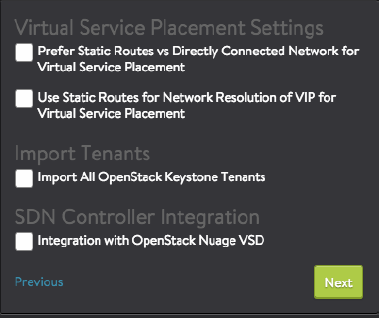 Virtual Service Placement Settings
Prefer Static Routes vs Directly Connected Network for
Virtual Service Placement
Use Static Routes for Network Resolution of VIP for
Virtual Service Placement
Import Tenants
Import All OpenStack Keystone Tenants
SDN Controller Integration
Integration with OpenStack Nuage VSD
Previous
Next